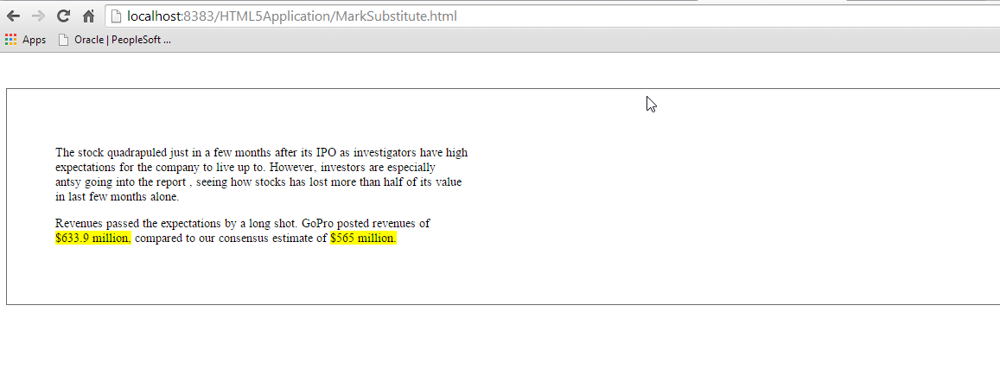 localhost:8383/HTML5Application/MarkSubstitute.html
Apps Oracle | PeopleSoft ...
The stock quadrapuled just in a few months after its IPO as investigators have high
expectations for the company to live up to. However, investors are especially
antsy going into the report , seeing how stocks has lost more than half of its value
in last few months alone.
Revenues passed the expectations by a long shot. GoPro posted revenues of
$633.9 million, compared to our consensus estimate of $565 million.